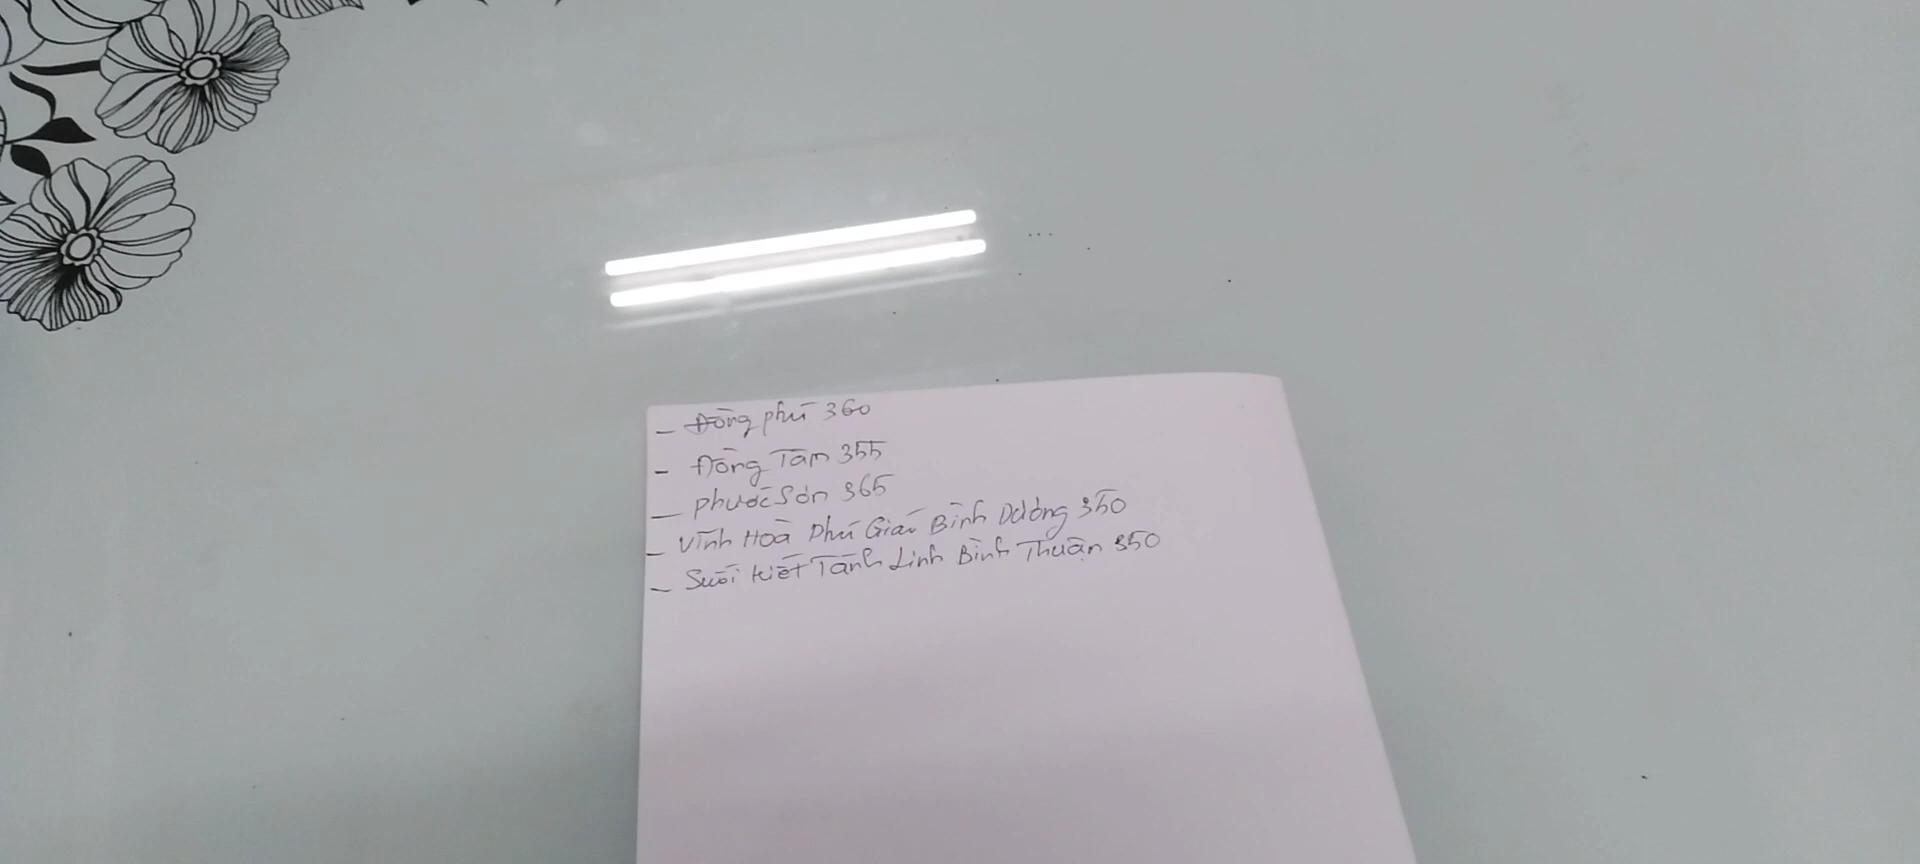 - Đồng phú 360
- Đồng Tâm 355
- phước Sơn 365
- Vĩnh Hoà Phú Giáo Bình Dương 350
- Suối Kiết Tánh Linh Bình Thuận 350